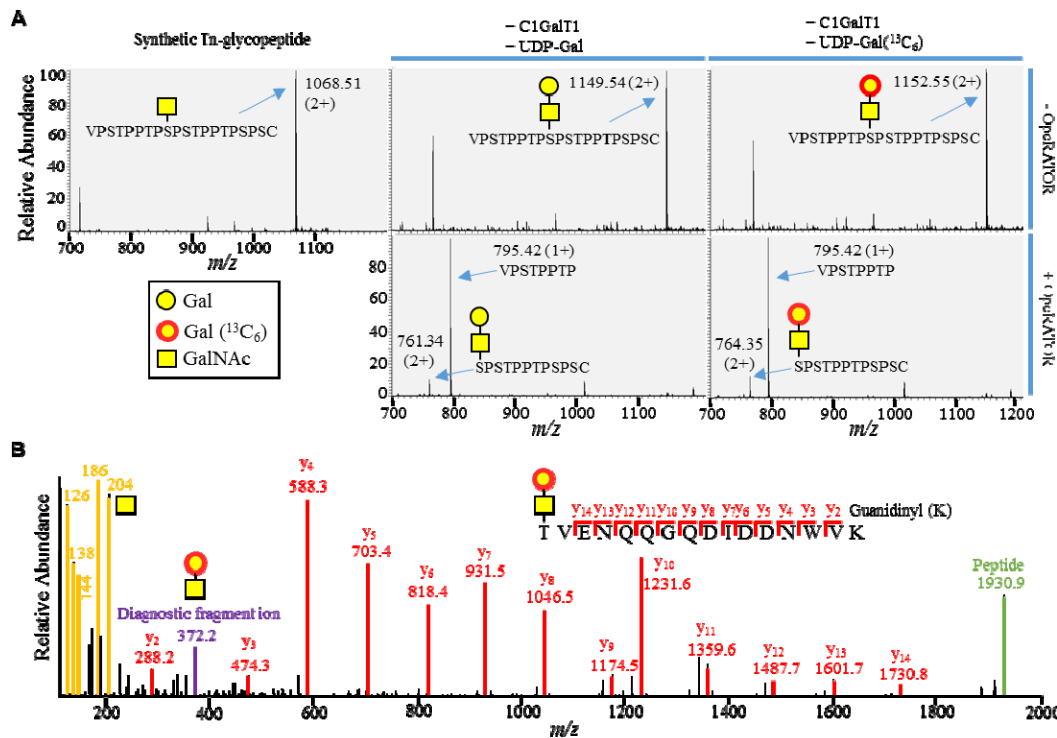 A
Synthetic Tn-glycopeptide
– C1GalT1
– UDP-Gal
– C1GalT1
– UDP-Gal(¹³C₆)
Relative Abundance
100
80
60
40
20
0
1068.51
(2+)
VPSTPPTPSPSTPPTPSPSC
700 800 900 1000 1100
m/z
1149.54 (2+)
VPSTPPTPSPSTPPTPSPSC
1152.55 (2+)
VPSTPPTPSPSTPPTPSPSC
- OpeRATOR
Gal
Gal (¹³C₆)
GalNAc
80
60
40
20
0
795.42 (1+)
VPSTPPTP
761.34
(2+)
SPSTPPTPSPSC
700 800 900 1000 1100
m/z
795.42 (1+)
VPSTPPTP
764.35
(2+)
SPSTPPTPSPSC
700 800 900 1000 1100 1200
m/z
+ OpeRATOR
B
Relative Abundance
126
138
144
186
204
Diagnostic fragment ion
372.2
y₂
288.2
y₃
474.3
y₄
588.3
y₅
703.4
y₆
818.4
y₇
931.5
y₈
1046.5
y₉
1174.5
y₁₀
1231.6
y₁₁
1359.6
y₁₂
1487.7
y₁₃
1601.7
y₁₄
1730.8
Peptide
1930.9
y₁₄ y₁₃ y₁₂ y₁₁ y₁₀ y₉ y₈ y₇ y₆ y₅ y₄ y₃ y₂
Guanidinyl (K)
T V E N Q Q G Q D I D D N W V K
200 400 600 800 1000 1200 1400 1600 1800 2000
m/z